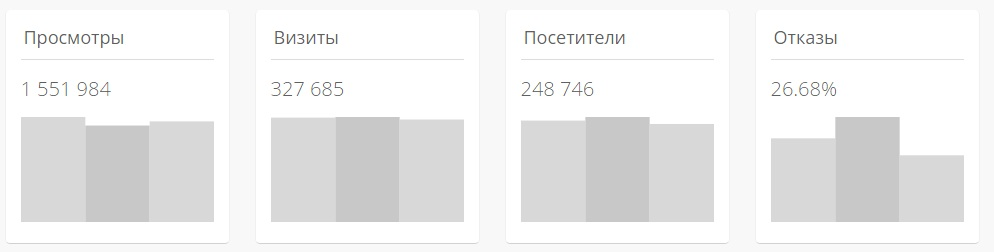 Просмотры
1 551 984
Визиты
327 685
Посетители
248 746
Отказы
26.68%